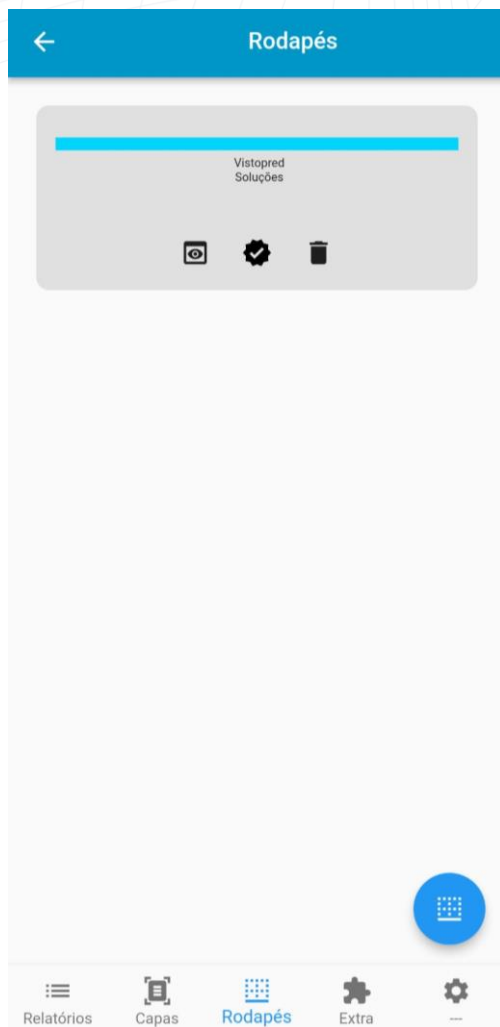 Rodapés
Vistopred
Soluções
Relatórios
Capas
Rodapés
Extra
---